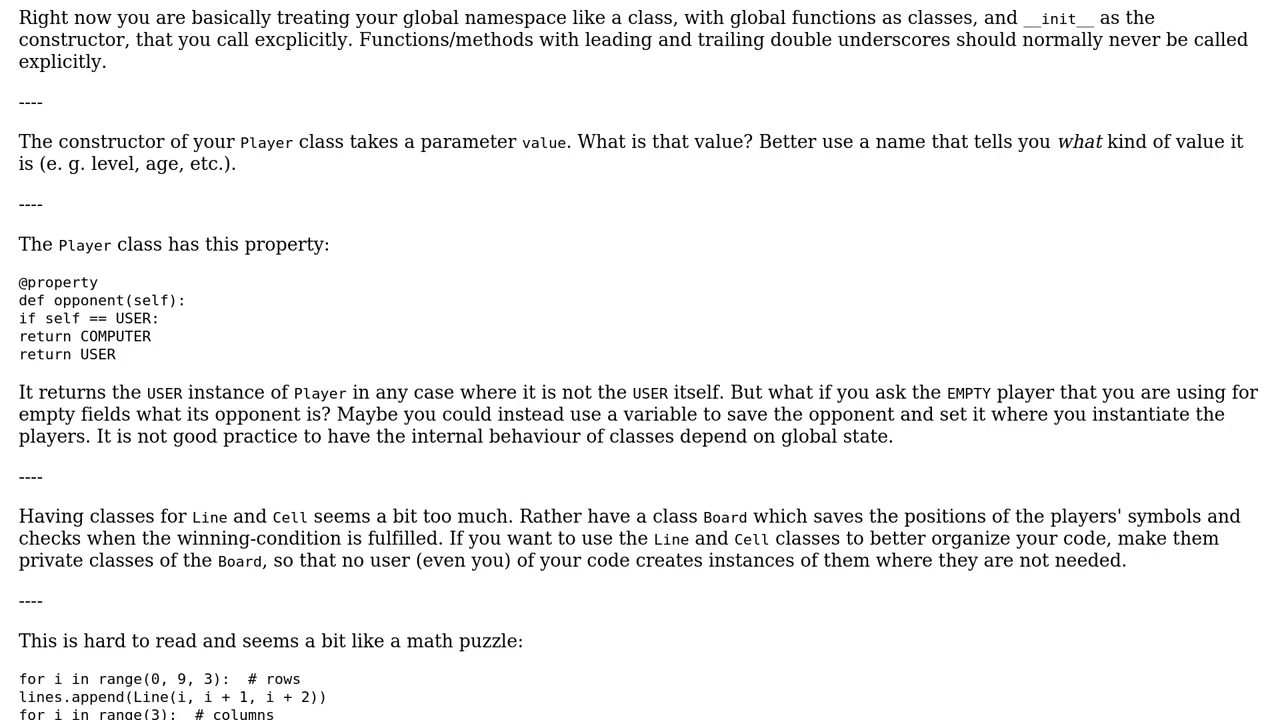 Right now you are basically treating your global namespace like a class, with global functions as classes, and __init__ as the
constructor, that you call excplicitly. Functions/methods with leading and trailing double underscores should normally never be called
explicitly.
----
The constructor of your Player class takes a parameter value. What is that value? Better use a name that tells you what kind of value it
is (e. g. level, age, etc.).
----
The Player class has this property:
@property
def opponent(self):
if self == USER:
return COMPUTER
return USER
It returns the USER instance of Player in any case where it is not the USER itself. But what if you ask the EMPTY player that you are using for
empty fields what its opponent is? Maybe you could instead use a variable to save the opponent and set it where you instantiate the
players. It is not good practice to have the internal behaviour of classes depend on global state.
----
Having classes for Line and Cell seems a bit too much. Rather have a class Board which saves the positions of the players' symbols and
checks when the winning-condition is fulfilled. If you want to use the Line and Cell classes to better organize your code, make them
private classes of the Board, so that no user (even you) of your code creates instances of them where they are not needed.
----
This is hard to read and seems a bit like a math puzzle:
for i in range(0, 9, 3):  # rows
lines.append(Line(i, i + 1, i + 2))
for i in range(3):  # columns